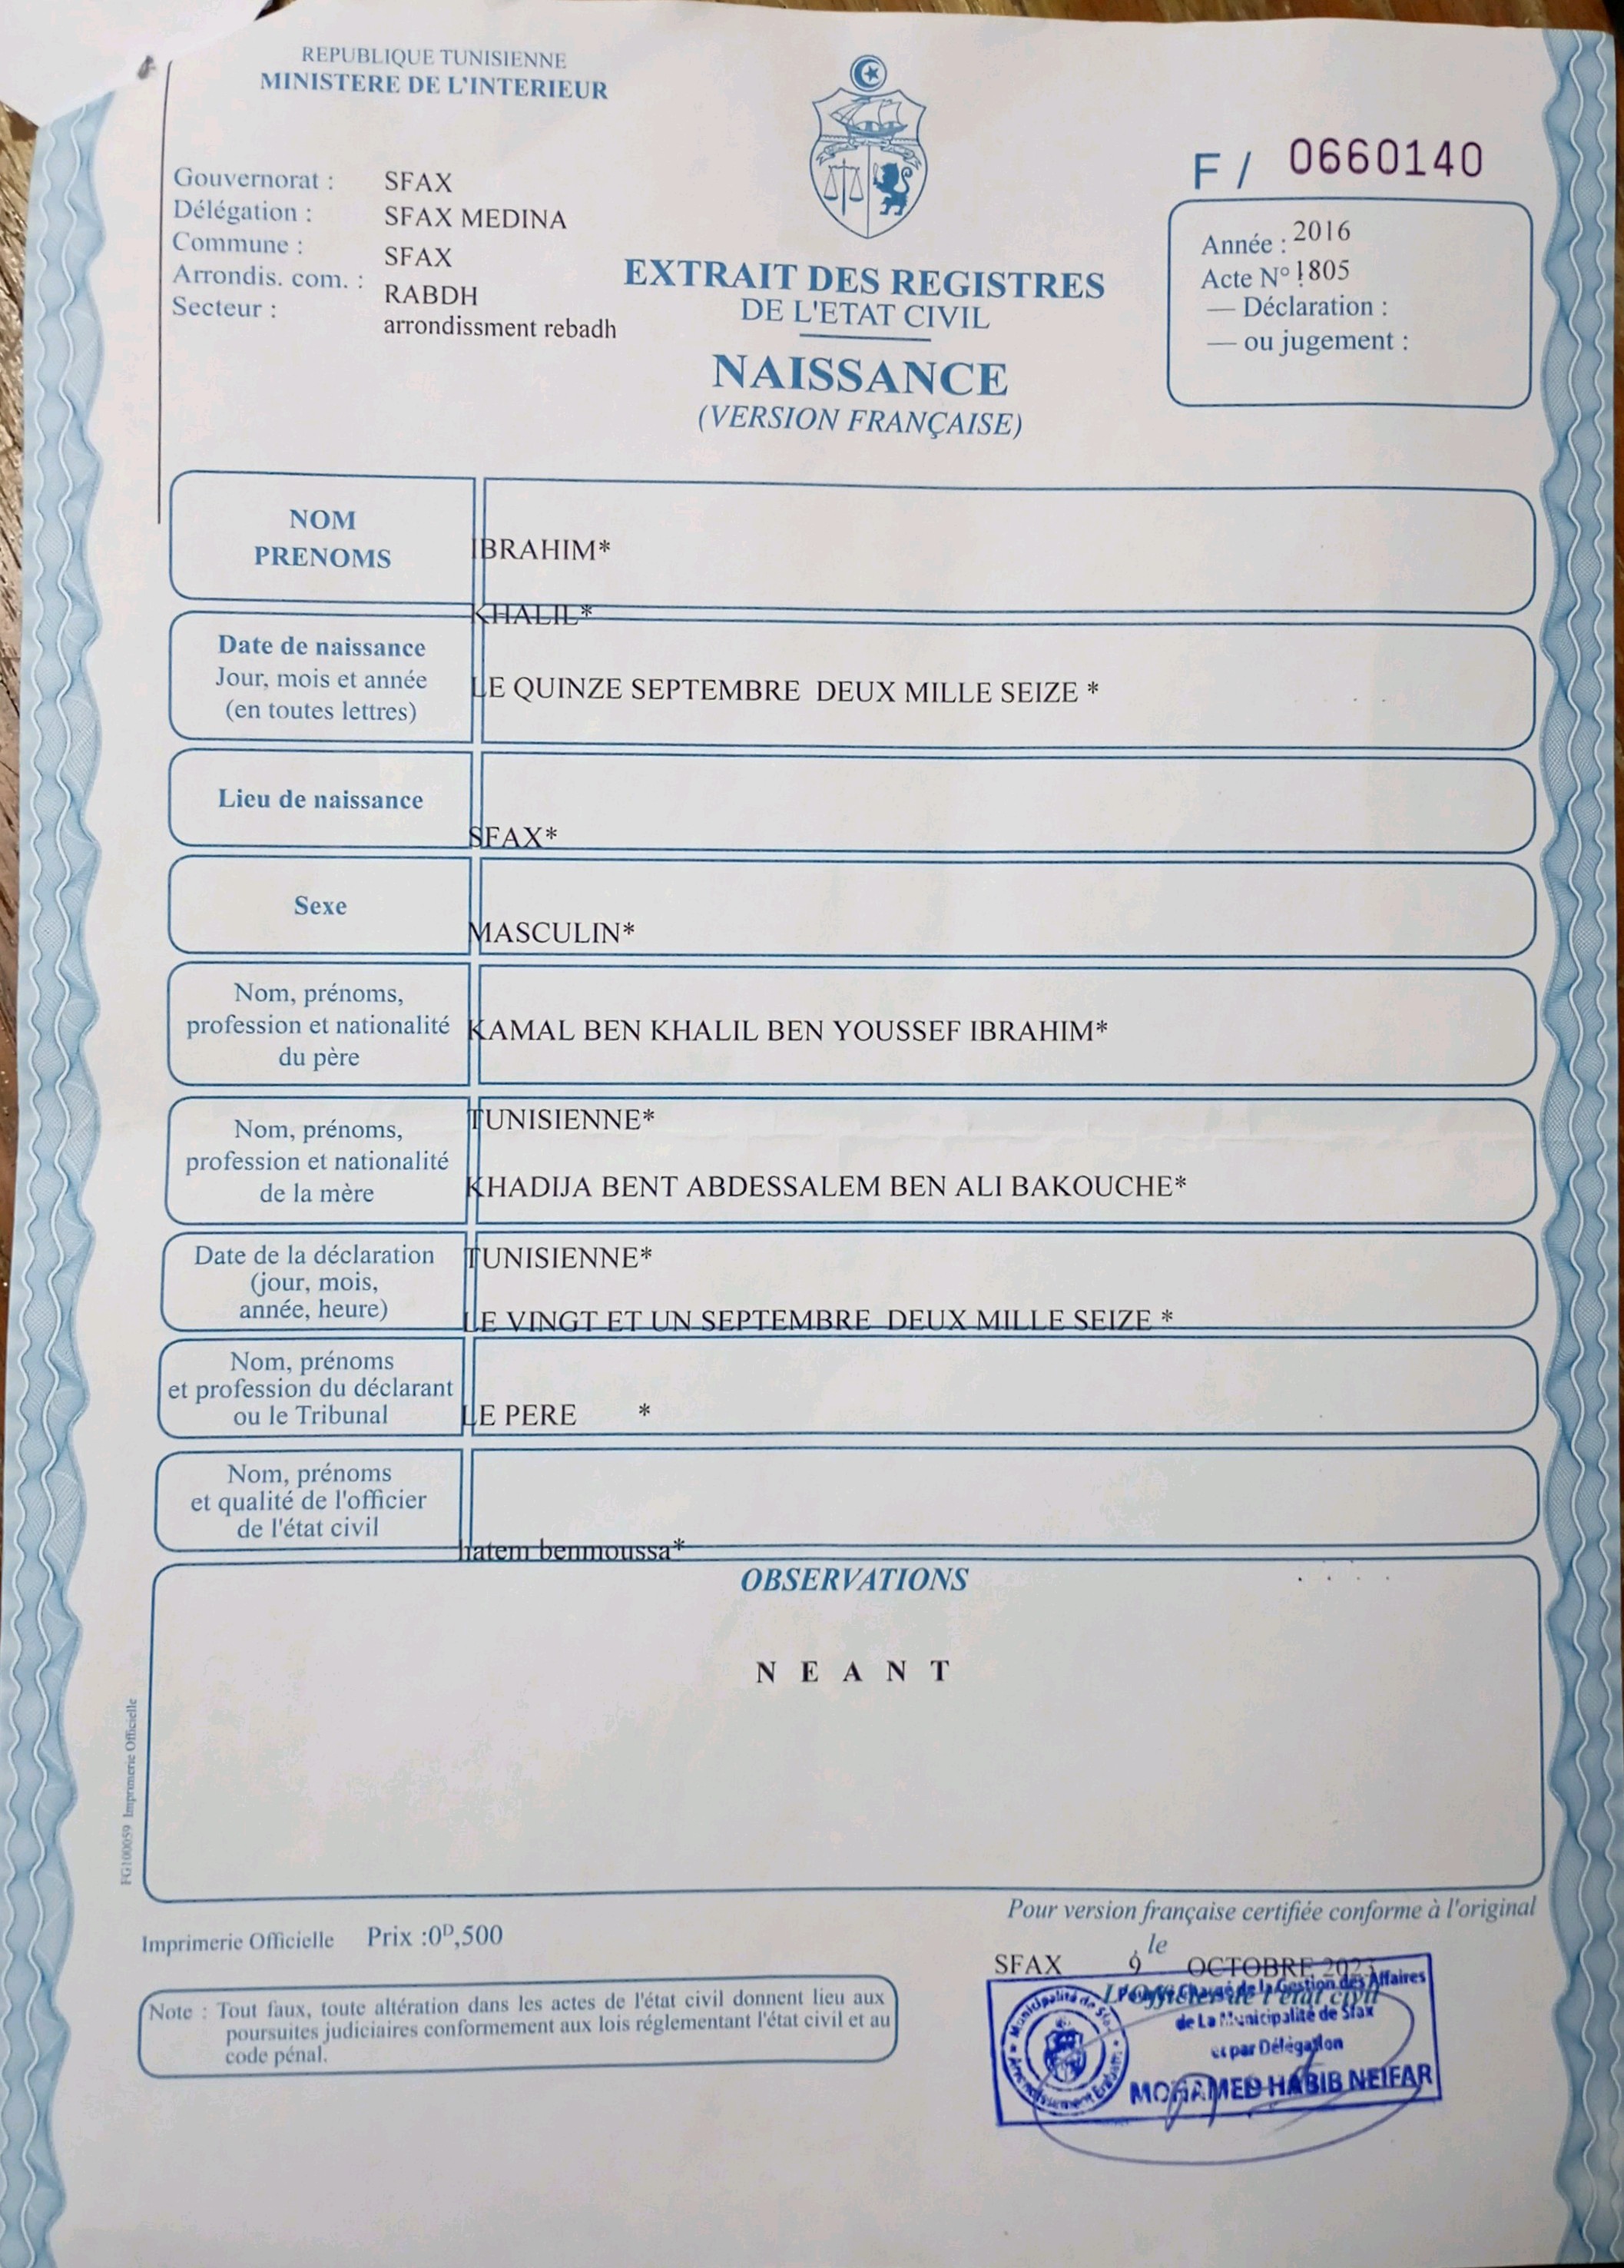 REPUBLIQUE TUNISIENNE
MINISTERE DE L'INTERIEUR
Gouvernorat : SFAX
Délégation : SFAX MEDINA
Commune : SFAX
Arrondis. com. : RABDH
Secteur : arrondissment rebadh
EXTRAIT DES REGISTRES
DE L'ETAT CIVIL
NAISSANCE
(VERSION FRANÇAISE)
F / 0660140
Année : 2016
Acte N° 1805
— Déclaration :
— ou jugement :
NOM
PRENOMS
IBRAHIM*
KHALIL*
Date de naissance
Jour, mois et année
(en toutes lettres)
LE QUINZE SEPTEMBRE DEUX MILLE SEIZE *
Lieu de naissance
SFAX*
Sexe
MASCULIN*
Nom, prénoms,
profession et nationalité
du père
KAMAL BEN KHALIL BEN YOUSSEF IBRAHIM*
TUNISIENNE*
Nom, prénoms,
profession et nationalité
de la mère
KHADIJA BENT ABDESSALEM BEN ALI BAKOUCHE*
TUNISIENNE*
Date de la déclaration
(jour, mois,
année, heure)
LE VINGT ET UN SEPTEMBRE DEUX MILLE SEIZE *
Nom, prénoms
et profession du déclarant
ou le Tribunal
LE PERE *
Nom, prénoms
et qualité de l'officier
de l'état civil
hatem benmoussa*
OBSERVATIONS
N E A N T
FG100059 Imprimerie Officielle
Imprimerie Officielle Prix :0D,500
Note : Tout faux, toute altération dans les actes de l'état civil donnent lieu aux
poursuites judiciaires conformement aux lois réglementant l'état civil et au
code pénal.
Pour version française certifiée conforme à l'original
, le
SFAX 9 OCTOBRE
L'Officier de l'état civil
Chargé de la Gestion des Affaires
de La Municipalité de Sfax
et par Délégation
MOHAMED HABIB NEIFAR
Municipalité de Sfax